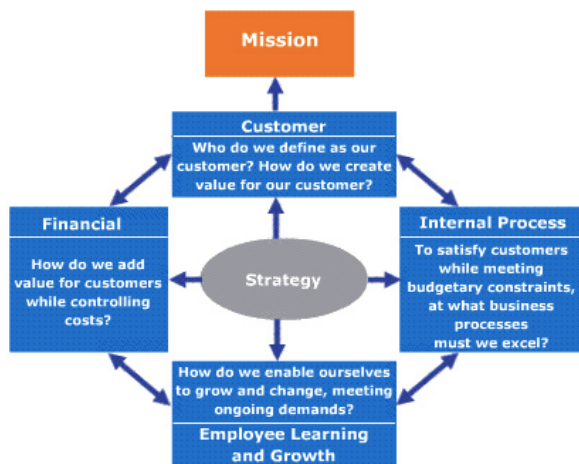 Mission
Customer
Who do we define as our
customer? How do we create
value for our customer?
Financial
How do we add
value for customers
while controlling
costs?
Strategy
Internal Process
To satisfy customers
while meeting
budgetary constraints,
at what business
processes
must we excel?
How do we enable ourselves
to grow and change, meeting
ongoing demands?
Employee Learning
and Growth